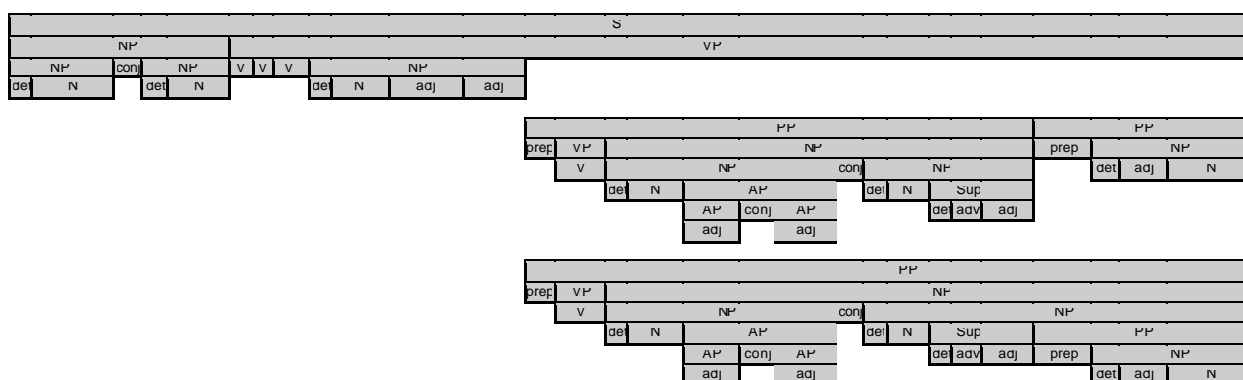 S
NP VP
NP conj NP V V V NP
det N det N det N adj adj
PP PP
prep VP NP prep NP
V NP conj NP det adj N
det N AP det N Sup
AP conj AP det adv adj
adj adj
PP
prep VP NP
V NP conj NP
det N AP det N Sup PP
AP conj AP det adv adj prep NP
adj adj det adj N